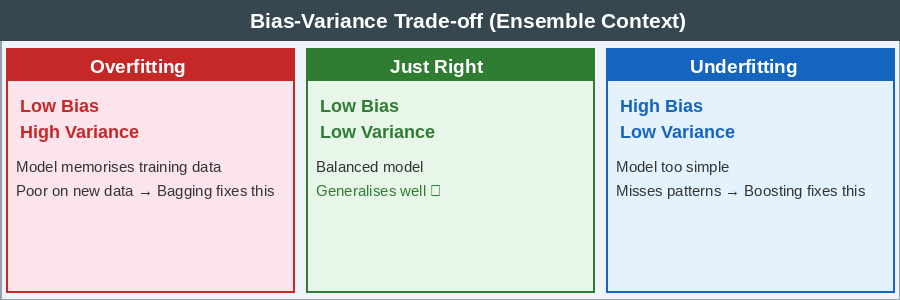 Bias-Variance Trade-off (Ensemble Context)
Overfitting
Low Bias
High Variance
Model memorises training data
Poor on new data → Bagging fixes this
Just Right
Low Bias
Low Variance
Balanced model
Generalises well □
Underfitting
High Bias
Low Variance
Model too simple
Misses patterns → Boosting fixes this